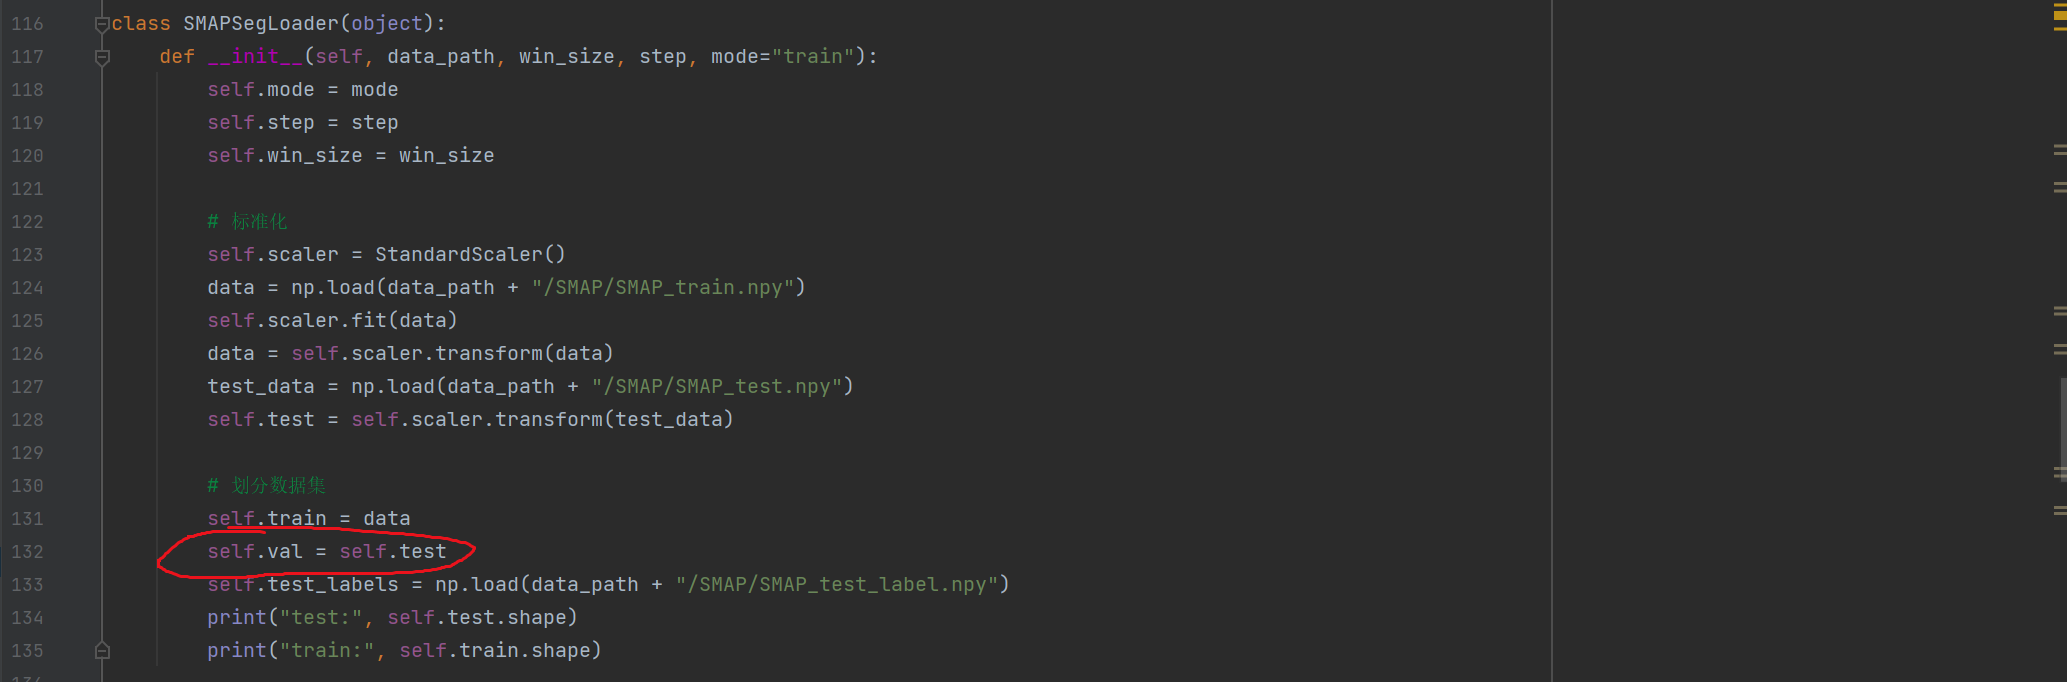 116 class SMAPSegLoader(object):
117     def __init__(self, data_path, win_size, step, mode="train"):
118         self.mode = mode
119         self.step = step
120         self.win_size = win_size
121
122         # 标准化
123         self.scaler = StandardScaler()
124         data = np.load(data_path + "/SMAP/SMAP_train.npy")
125         self.scaler.fit(data)
126         data = self.scaler.transform(data)
127         test_data = np.load(data_path + "/SMAP/SMAP_test.npy")
128         self.test = self.scaler.transform(test_data)
129
130         # 划分数据集
131         self.train = data
132         self.val = self.test
133         self.test_labels = np.load(data_path + "/SMAP/SMAP_test_label.npy")
134         print("test:", self.test.shape)
135         print("train:", self.train.shape)